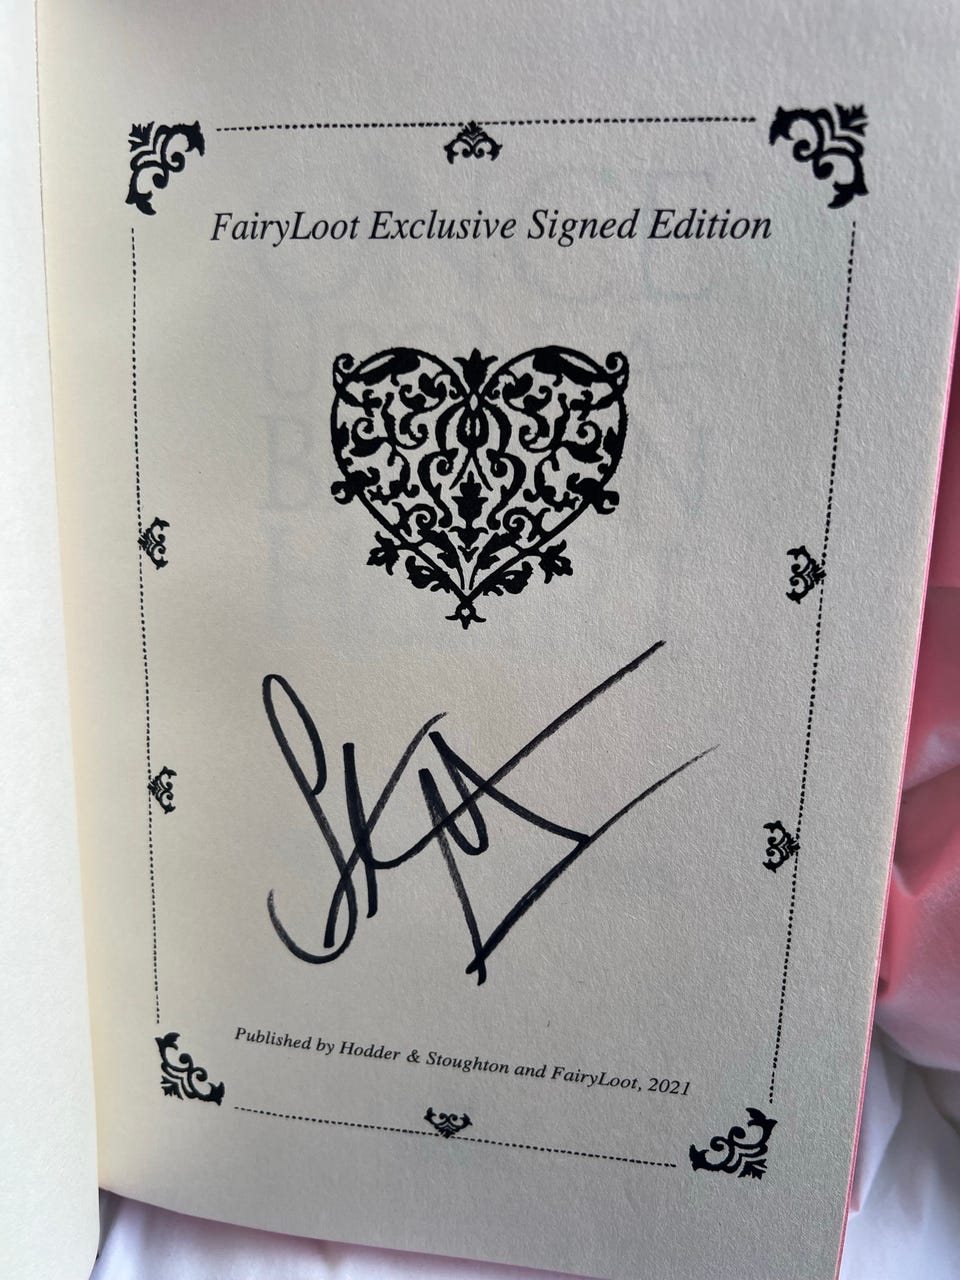 FairyLoot Exclusive Signed Edition
Published by Hodder & Stoughton and FairyLoot, 2021